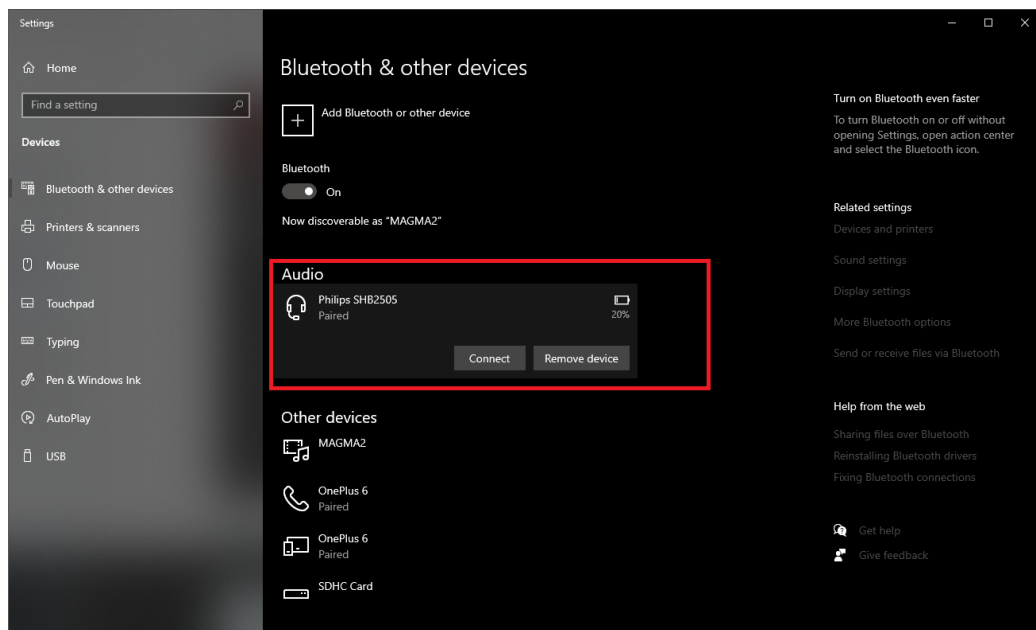 Settings
Home
Find a setting
Devices
Bluetooth & other devices
Printers & scanners
Mouse
Touchpad
Typing
Pen & Windows Ink
AutoPlay
USB
Bluetooth & other devices
Add Bluetooth or other device
Bluetooth
On
Now discoverable as “MAGMA2”
Audio
Philips SHB2505
Paired
20%
Connect
Remove device
Other devices
MAGMA2
OnePlus 6
Paired
OnePlus 6
Paired
SDHC Card
Turn on Bluetooth even faster
To turn Bluetooth on or off without
opening Settings, open action center
and select the Bluetooth icon.
Related settings
Devices and printers
Sound settings
Display settings
More Bluetooth options
Send or receive files via Bluetooth
Help from the web
Sharing files over Bluetooth
Reinstalling Bluetooth drivers
Fixing Bluetooth connections
Get help
Give feedback